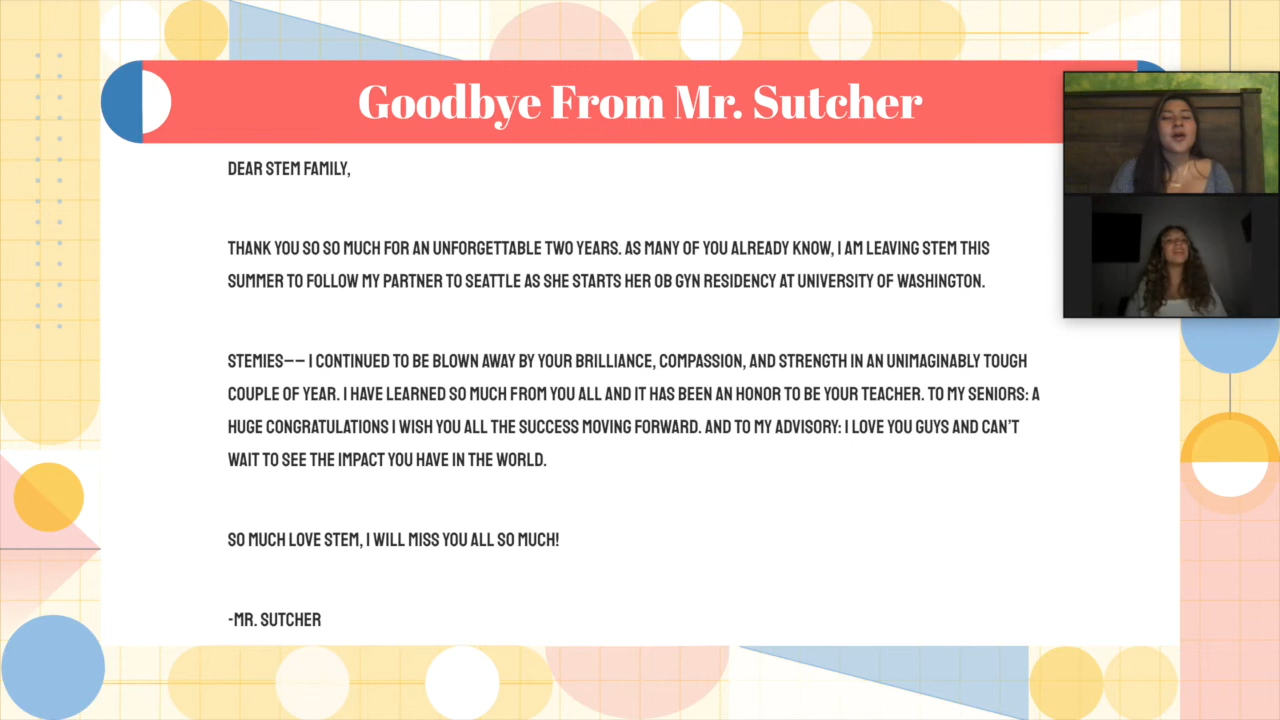 Goodbye From Mr. Sutcher
DEAR STEM FAMILY,
THANK YOU SO SO MUCH FOR AN UNFORGETTABLE TWO YEARS. AS MANY OF YOU ALREADY KNOW, I AM LEAVING STEM THIS
SUMMER TO FOLLOW MY PARTNER TO SEATTLE AS SHE STARTS HER OB GYN RESIDENCY AT UNIVERSITY OF WASHINGTON.
STEMIES–– I CONTINUED TO BE BLOWN AWAY BY YOUR BRILLIANCE, COMPASSION, AND STRENGTH IN AN UNIMAGINABLY TOUGH
COUPLE OF YEAR. I HAVE LEARNED SO MUCH FROM YOU ALL AND IT HAS BEEN AN HONOR TO BE YOUR TEACHER. TO MY SENIORS: A
HUGE CONGRATULATIONS I WISH YOU ALL THE SUCCESS MOVING FORWARD. AND TO MY ADVISORY: I LOVE YOU GUYS AND CAN'T
WAIT TO SEE THE IMPACT YOU HAVE IN THE WORLD.
SO MUCH LOVE STEM, I WILL MISS YOU ALL SO MUCH!
-MR. SUTCHER